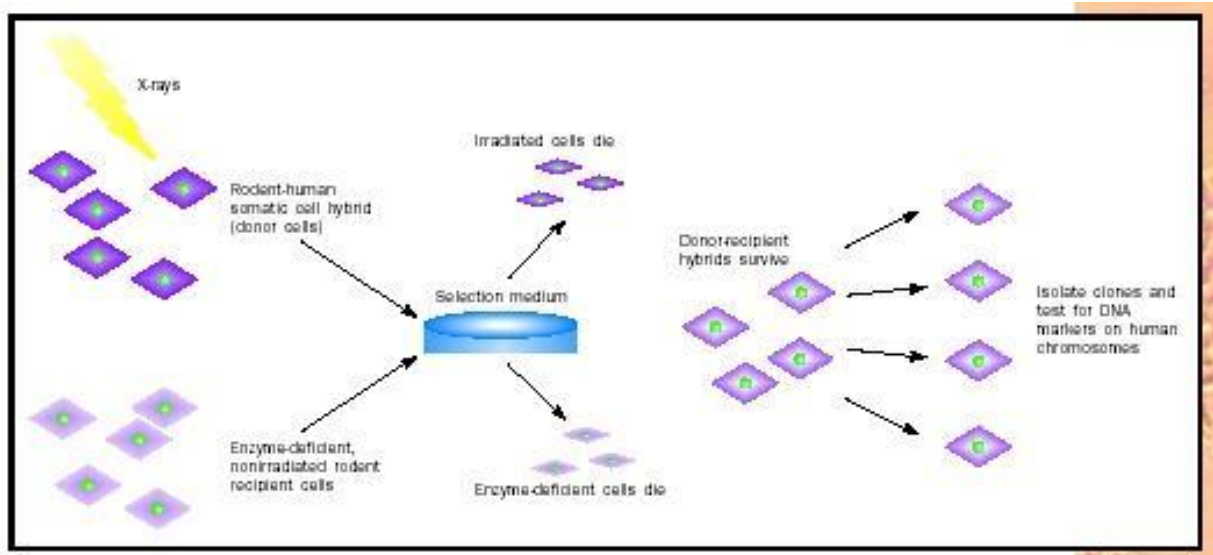 X-rays
Rodent-human
somatic cell hybrid
(donor cells)
Irradiated cells die
Selection medium
Enzyme-deficient,
nonirradiated rodent
recipient cells
Enzyme-deficient cells die
Donor-recipient
hybrids survive
Isolate clones and
test for DNA
markers on human
chromosomes